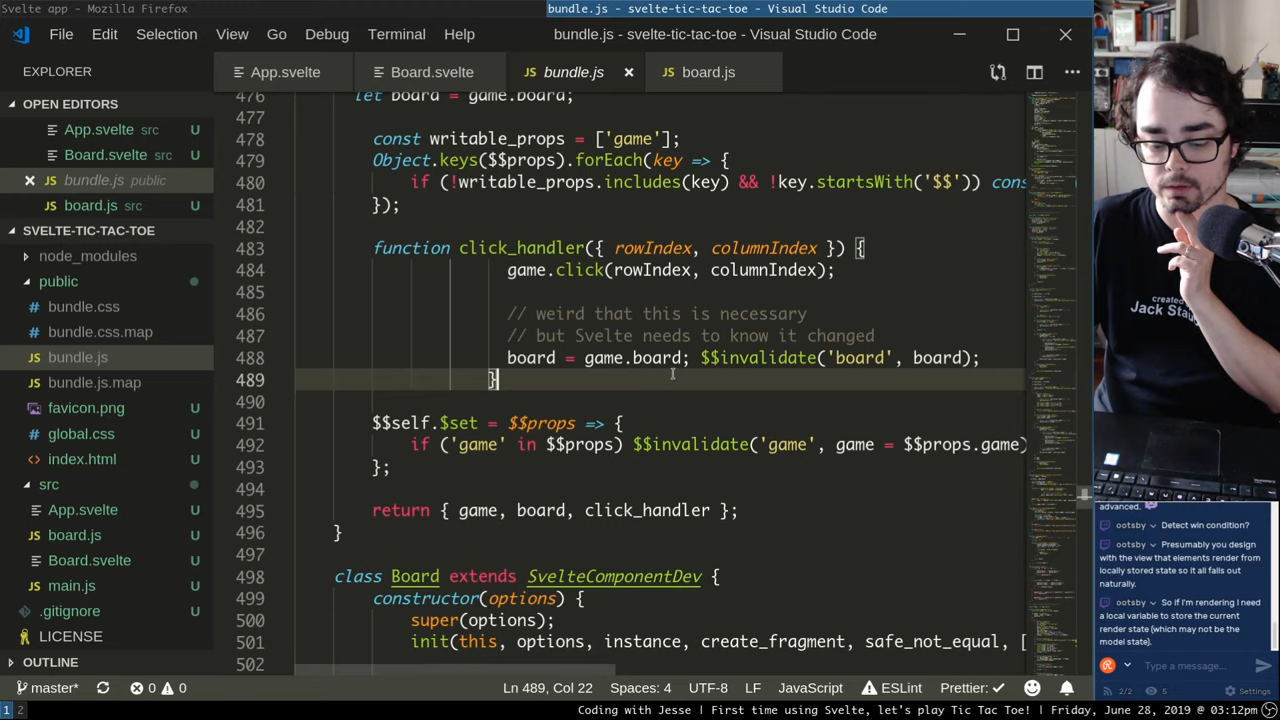 Svelte app - Mozilla Firefox
bundle.js - svelte-tic-tac-toe - Visual Studio Code
File Edit Selection View Go Debug Terminal Help
bundle.js - svelte-tic-tac-toe - Visual Studio Code
EXPLORER
App.svelte
Board.svelte
bundle.js
board.js
OPEN EDITORS
App.svelte src U
Board.svelte src U
bundle.js public
board.js src U
SVELTE-TIC-TAC-TOE
node_modules
public
bundle.css
bundle.css.map
bundle.js
bundle.js.map
favicon.png U
global.css U
index.html U
src
App.svelte U
board.js U
Board.svelte U
main.js U
.gitignore U
LICENSE U
OUTLINE
476 let board = game.board;
477
478 const writable_props = ['game'];
479 Object.keys($$props).forEach(key => {
480 if (!writable_props.includes(key) && !key.startsWith('$$')) cons
481 });
482
483 function click_handler({ rowIndex, columnIndex }) {
484 game.click(rowIndex, columnIndex);
485
486 // weird that this is necessary
487 // but Svelte needs to know it changed
488 board = game.board; $$invalidate('board', board);
489 }
490
491 $$self.$set = $$props => {
492 if ('game' in $$props) $$invalidate('game', game = $$props.game)
493 };
494
495 return { game, board, click_handler };
496 }
497
498 class Board extends SvelteComponentDev {
499 constructor(options) {
500 super(options);
501 init(this, options, instance, create_fragment, safe_not_equal, [
502
created
Jack Stau
advanced.
ootsby Detect win condition?
ootsby Presumably you design
with the view that elements render from
locally stored state so it all falls out
naturally.
ootsby So if I'm rendering I need
a local variable to store the current
render state (which may not be the
model state).
Type a message...
2/2 5 Settings
master* 0 0 Ln 489, Col 22 Spaces: 4 UTF-8 LF JavaScript ESLint Prettier: ✓
1 2 Coding with Jesse | First time using Svelte, let's play Tic Tac Toe! | Friday, June 28, 2019 @ 03:12pm